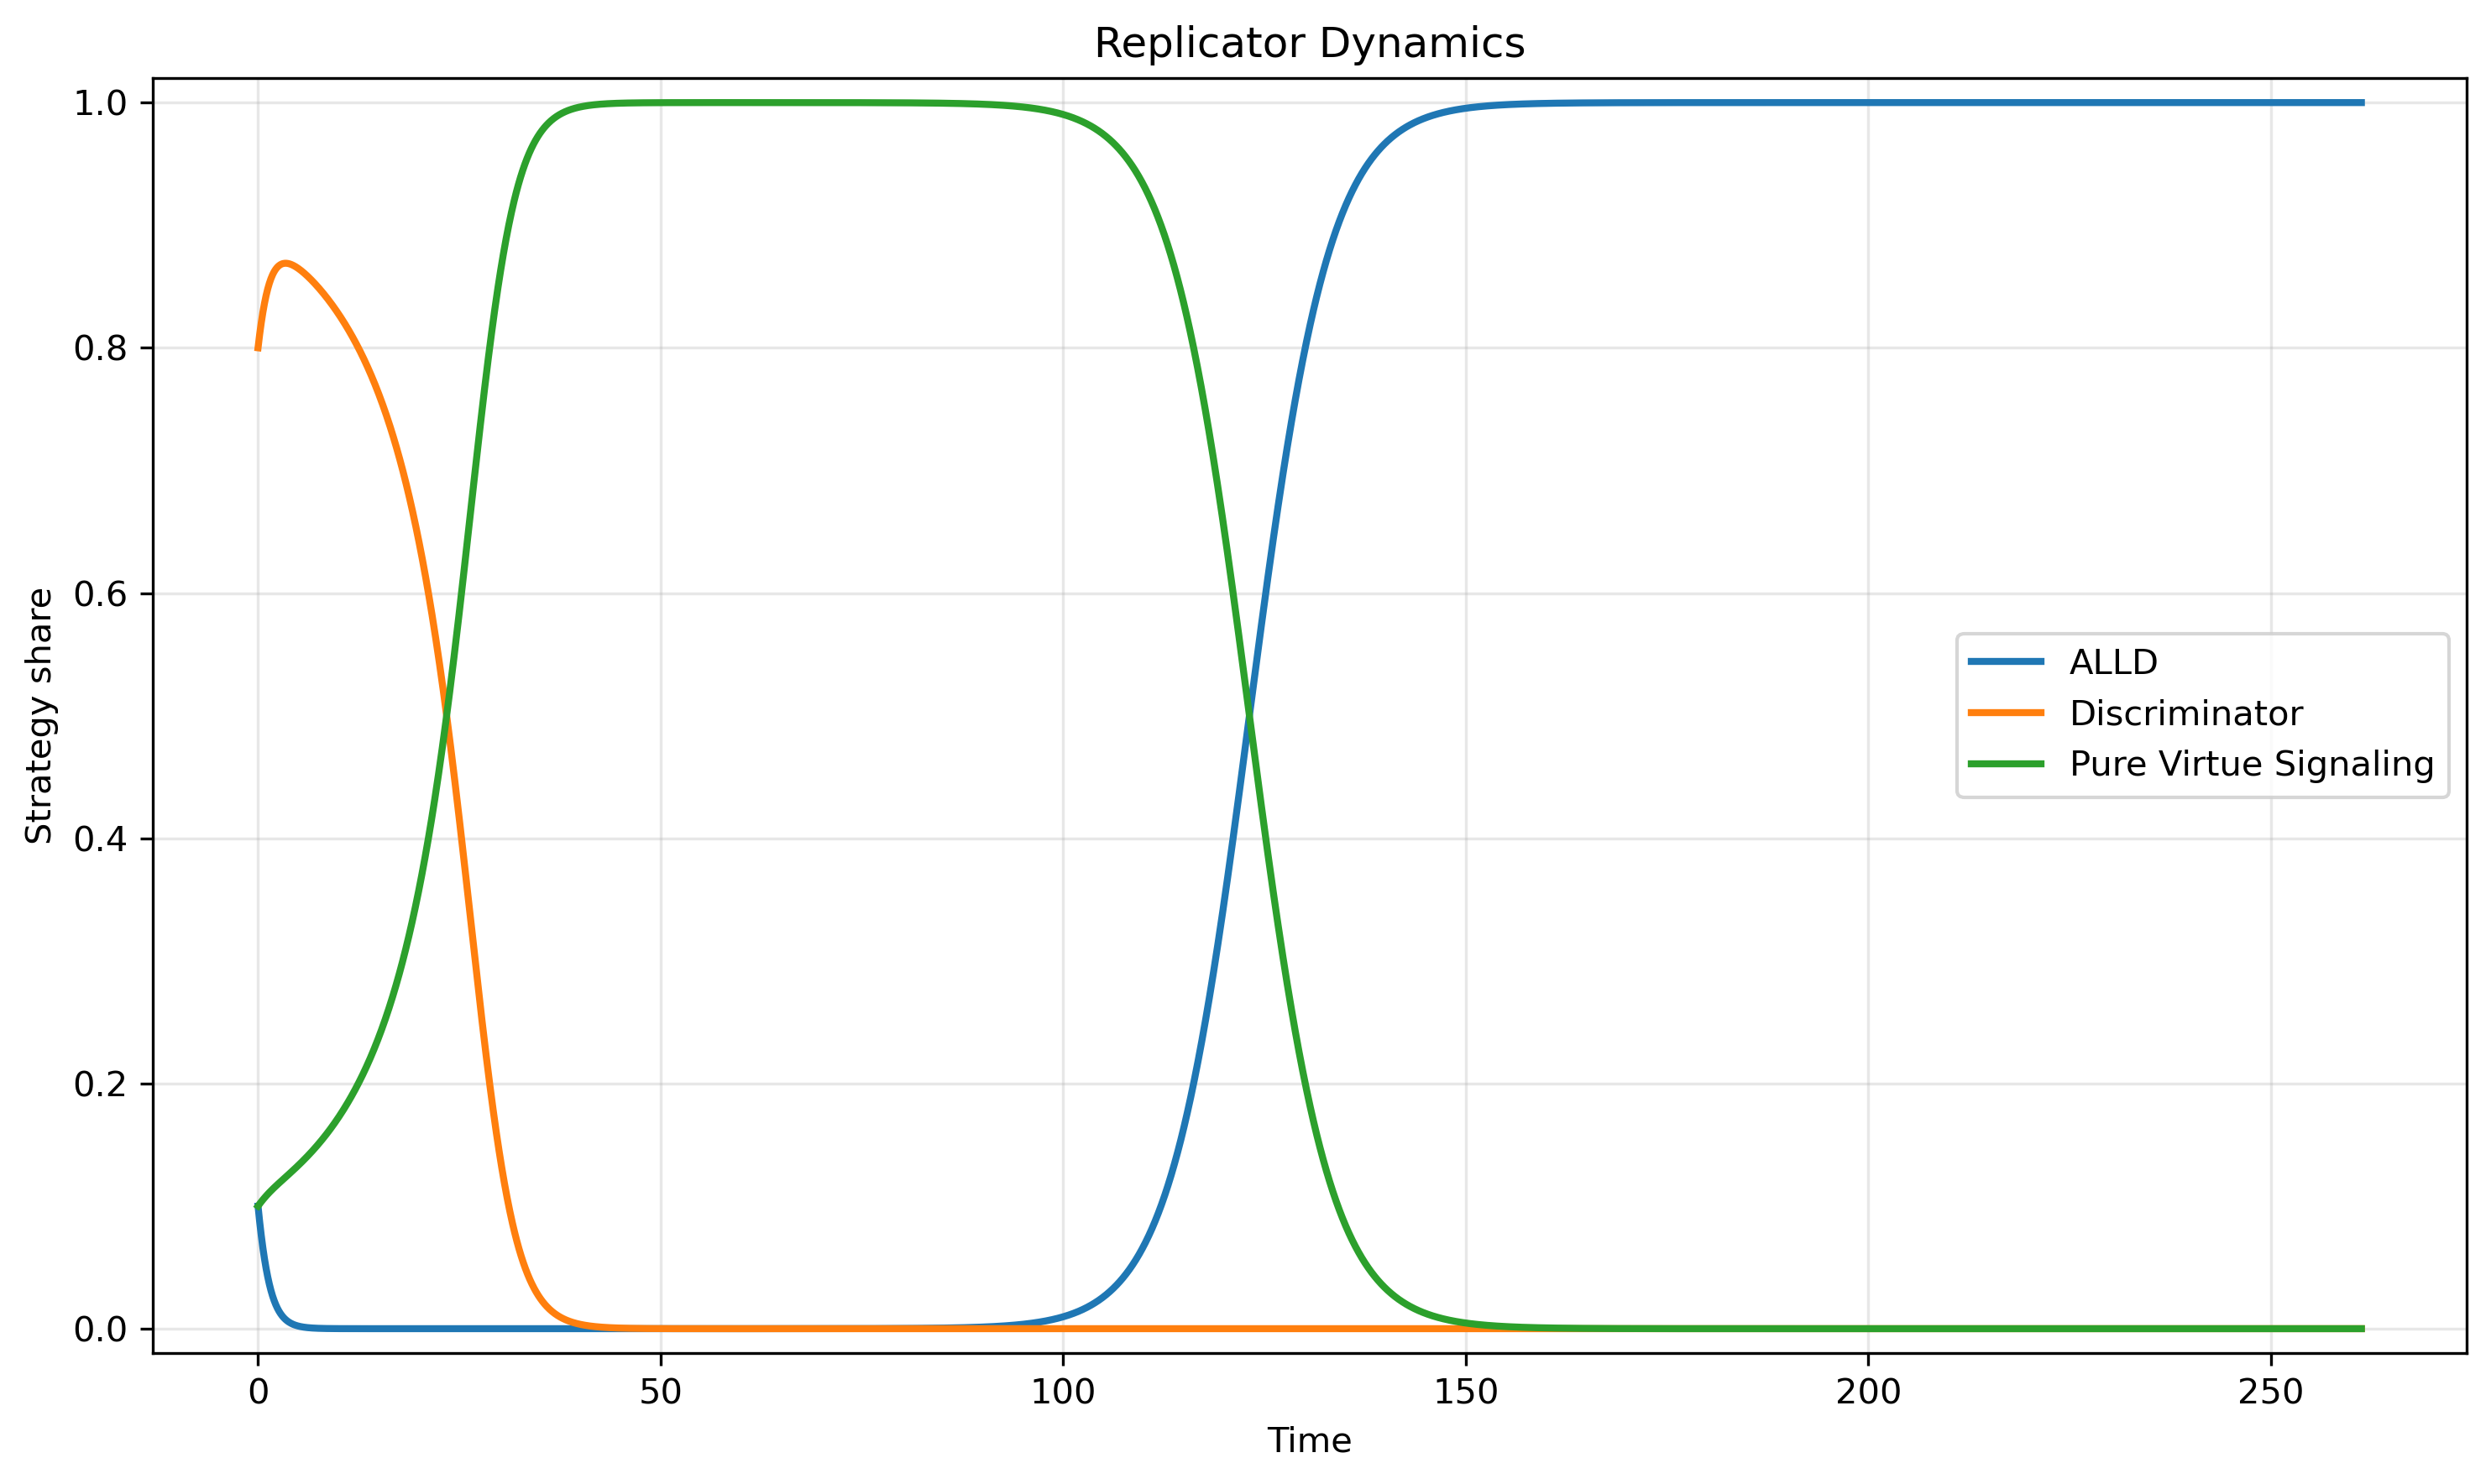 Replicator Dynamics
Strategy share
1.0
0.8
0.6
0.4
0.2
0.0
ALLD
Discriminator
Pure Virtue Signaling
0 50 100 150 200 250
Time